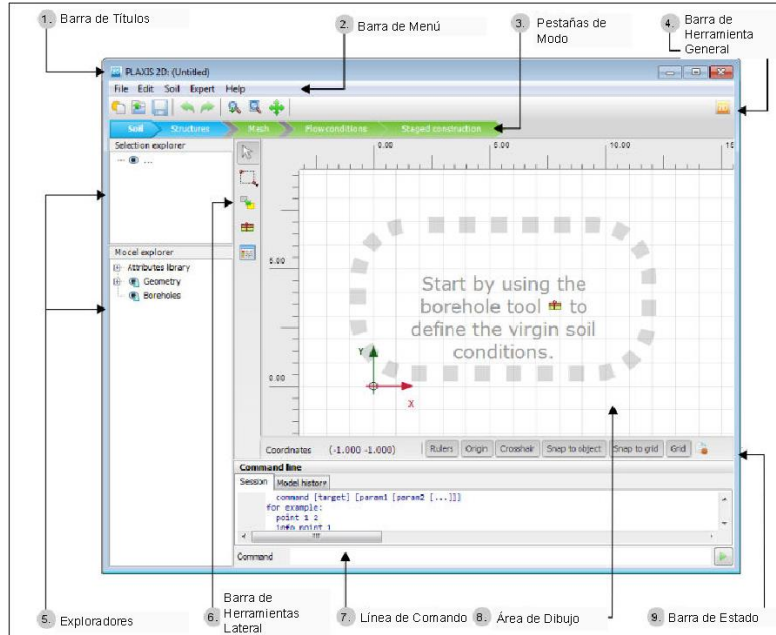 1. Barra de Títulos
2. Barra de Menú
3. Pestañas de
Modo
4. Barra de
Herramienta
General
PLAXIS 2D: (Untitled)
File Edit Soil Expert Help
Soil Structures Mesh Flow conditions Staged construction
Selection explorer
...
0.00 5.00 10.00 15
Model explorer
Attributes library
Geometry
Boreholes
5.00
0.00
Start by using the
borehole tool to
define the virgin soil
conditions.
Y
X
Coordinates (-1.000 -1.000) Rulers Origin Crosshair Snap to object Snap to grid Grid
Command line
Session Model history
command [target] [param1 [param2 [...]]]
for example:
point 1 2
info point 1
Command
5. Exploradores
6. Barra de
Herramientas
Lateral
7. Línea de Comando
8. Área de Dibujo
9. Barra de Estado